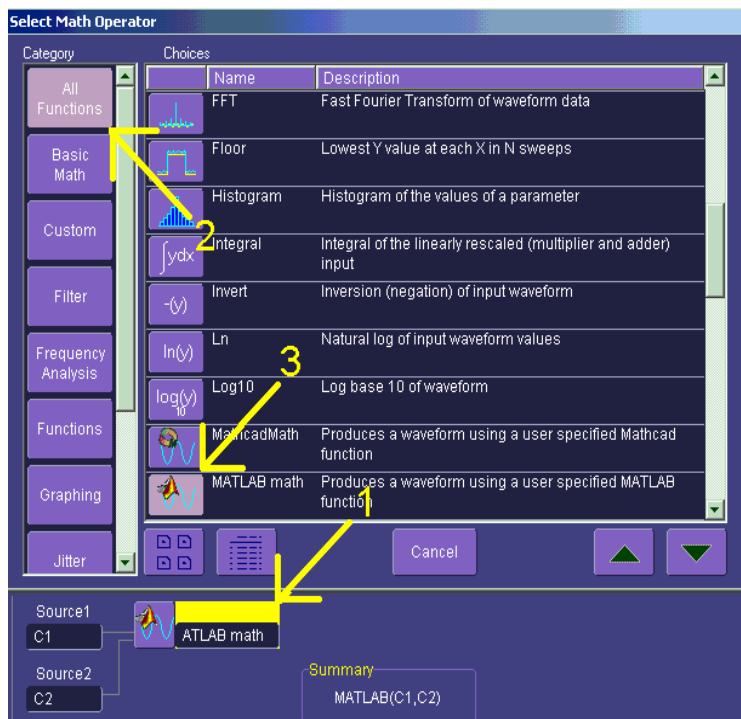 Select Math Operator
Category
Choices
All
Functions
Basic
Math
Custom
Filter
Frequency
Analysis
Functions
Graphing
Jitter
Name Description
FFT Fast Fourier Transform of waveform data
Floor Lowest Y value at each X in N sweeps
Histogram Histogram of the values of a parameter
∫ydx Integral Integral of the linearly rescaled (multiplier and adder)
input
-(y) Invert Inversion (negation) of input waveform
ln(y) Ln Natural log of input waveform values
log(y)
10
Log10 Log base 10 of waveform
MathcadMath Produces a waveform using a user specified Mathcad
function
MATLAB math Produces a waveform using a user specified MATLAB
function
2
3
1
Cancel
Source1
C1
ATLAB math
Source2
C2
Summary
MATLAB(C1,C2)